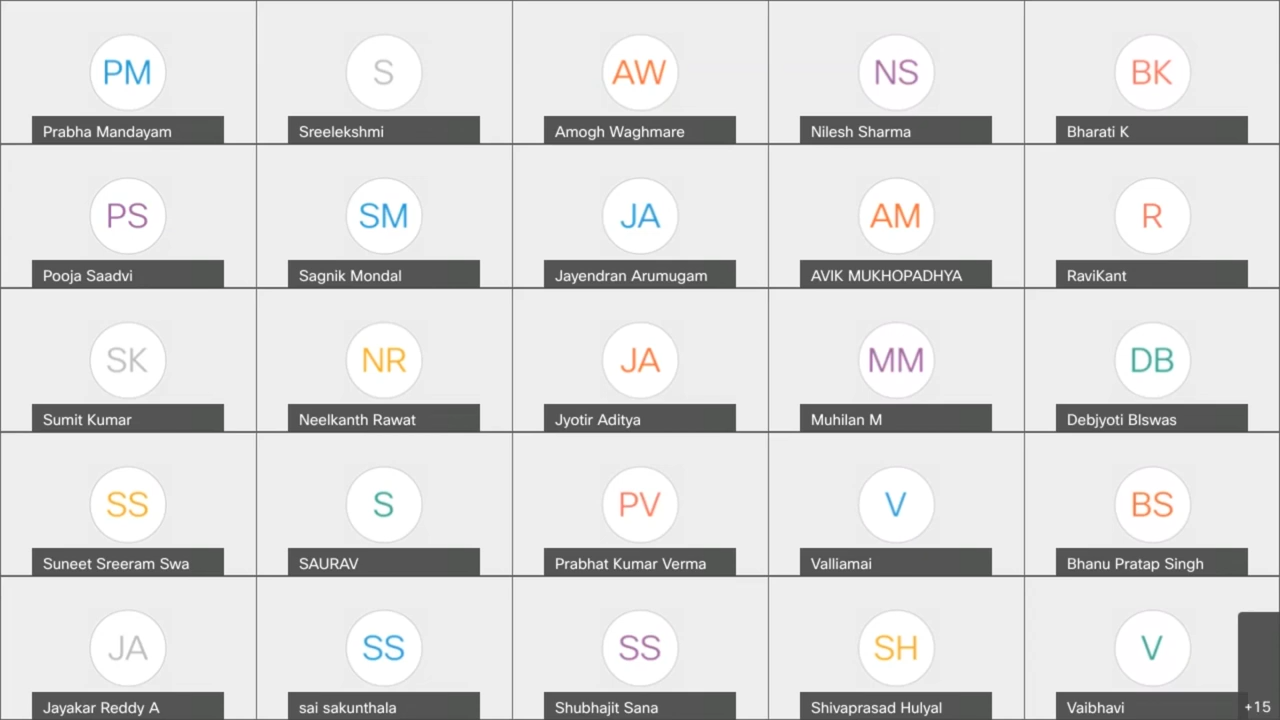 PM
Prabha Mandayam
S
Sreelekshmi
AW
Amogh Waghmare
NS
Nilesh Sharma
BK
Bharati K
PS
Pooja Saadvi
SM
Sagnik Mondal
JA
Jayendran Arumugam
AM
AVIK MUKHOPADHYA
R
RaviKant
SK
Sumit Kumar
NR
Neelkanth Rawat
JA
Jyotir Aditya
MM
Muhilan M
DB
Debjyoti BIswas
SS
Suneet Sreeram Swa
S
SAURAV
PV
Prabhat Kumar Verma
V
Valliamai
BS
Bhanu Pratap Singh
JA
Jayakar Reddy A
SS
sai sakunthala
SS
Shubhajit Sana
SH
Shivaprasad Hulyal
V
Vaibhavi
+15